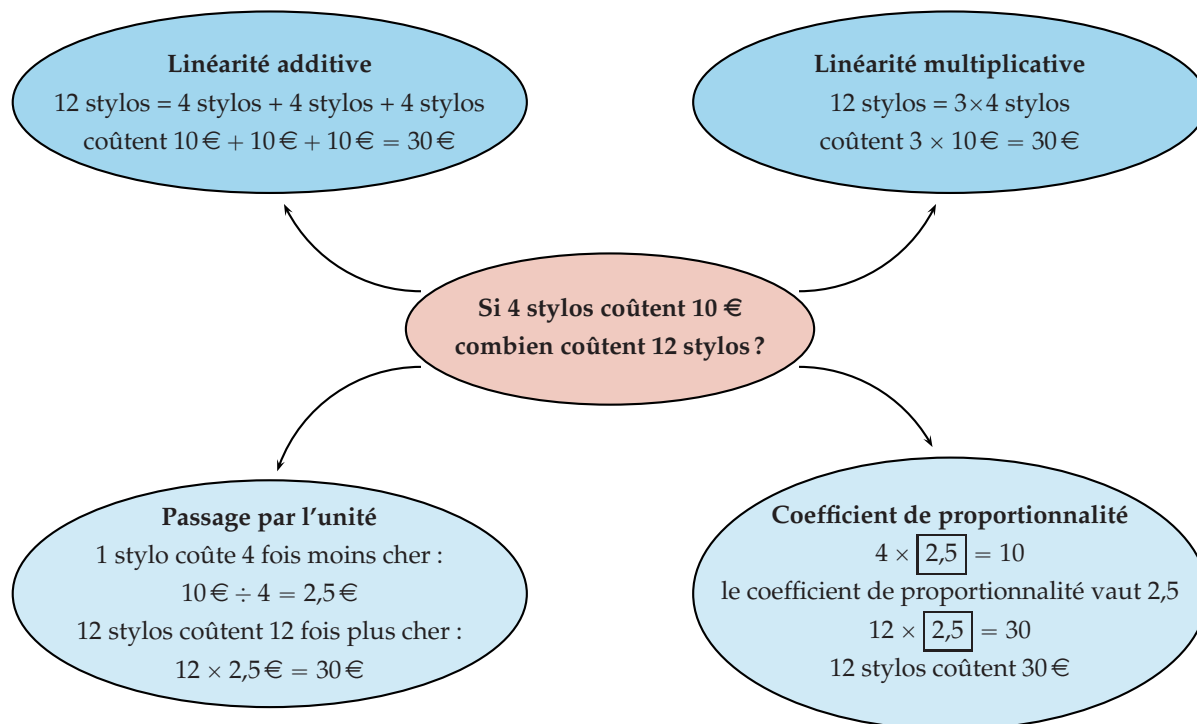 Linéarité additive
12 stylos = 4 stylos + 4 stylos + 4 stylos
coûtent 10 € + 10 € + 10 € = 30 €
Linéarité multiplicative
12 stylos = 3×4 stylos
coûtent 3 × 10 € = 30 €
Si 4 stylos coûtent 10 €
combien coûtent 12 stylos ?
Passage par l'unité
1 stylo coûte 4 fois moins cher :
10 € ÷ 4 = 2,5 €
12 stylos coûtent 12 fois plus cher :
12 × 2,5 € = 30 €
Coefficient de proportionnalité
4 × 2,5 = 10
le coefficient de proportionnalité vaut 2,5
12 × 2,5 = 30
12 stylos coûtent 30 €